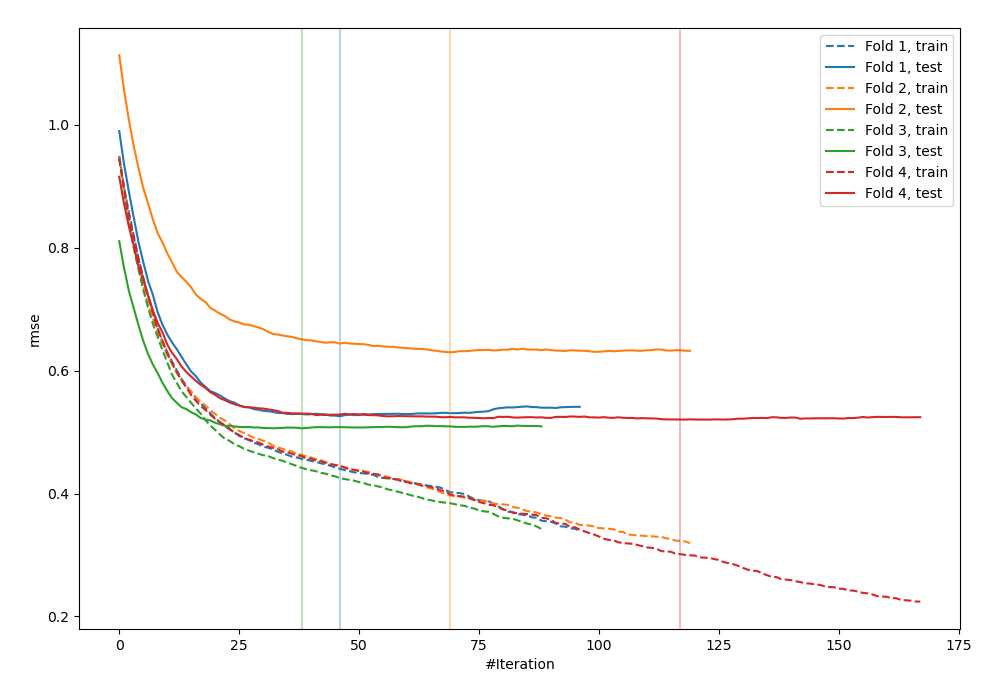 Fold 1, train
Fold 1, test
Fold 2, train
Fold 2, test
Fold 3, train
Fold 3, test
Fold 4, train
Fold 4, test
1.0
0.8
0.6
0.4
0.2
rmse
0 25 50 75 100 125 150 175
#Iteration